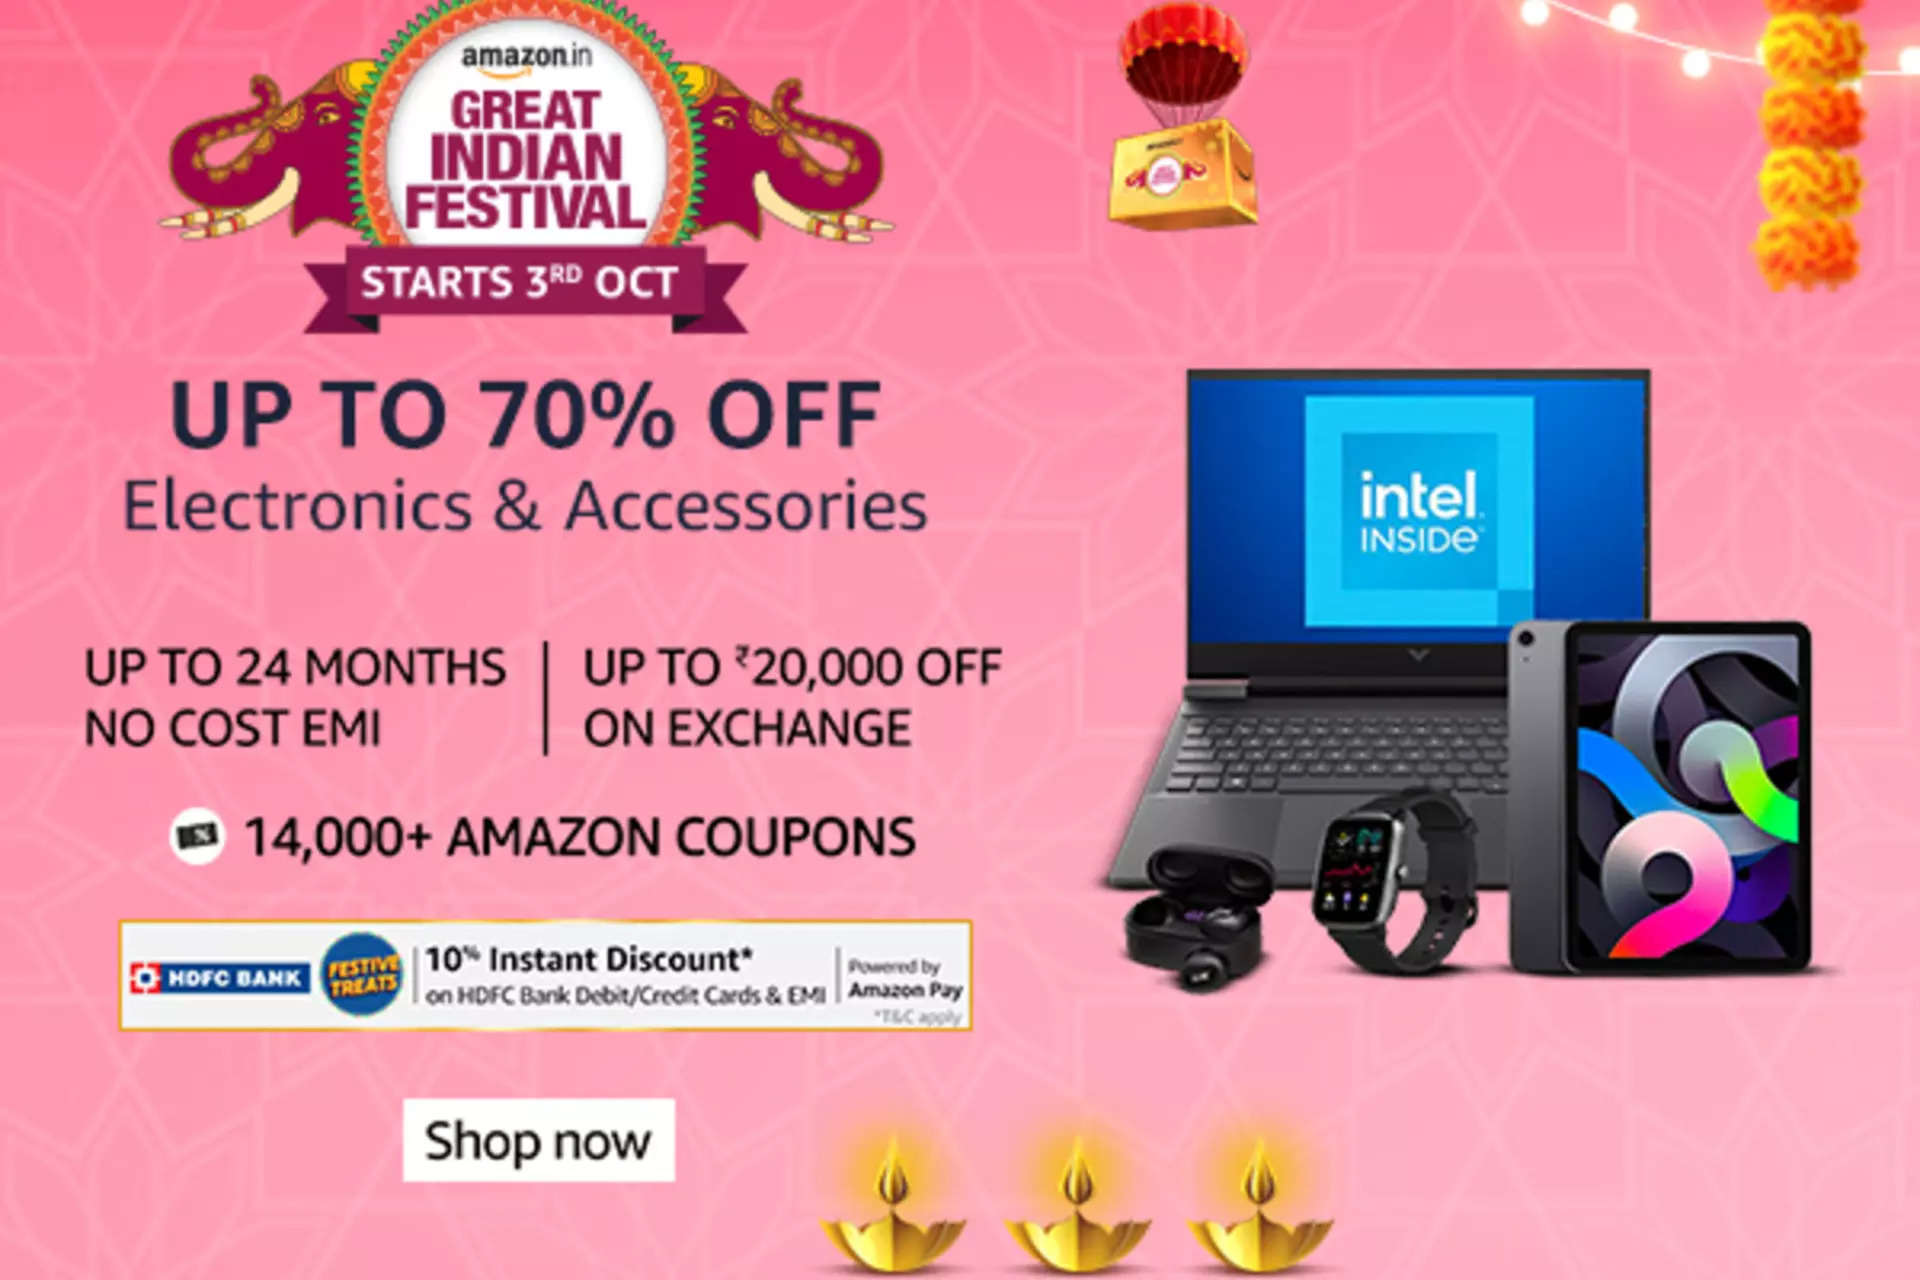 amazon.in
GREAT
INDIAN
FESTIVAL
STARTS 3RD OCT
UP TO 70% OFF
Electronics & Accessories
UP TO 24 MONTHS
NO COST EMI
UP TO ₹20,000 OFF
ON EXCHANGE
14,000+ AMAZON COUPONS
HDFC BANK
FESTIVE
TREATS
10% Instant Discount*
on HDFC Bank Debit/Credit Cards & EMI
Powered by
Amazon Pay
*T&C apply
Shop now
intel.
INSIDe™